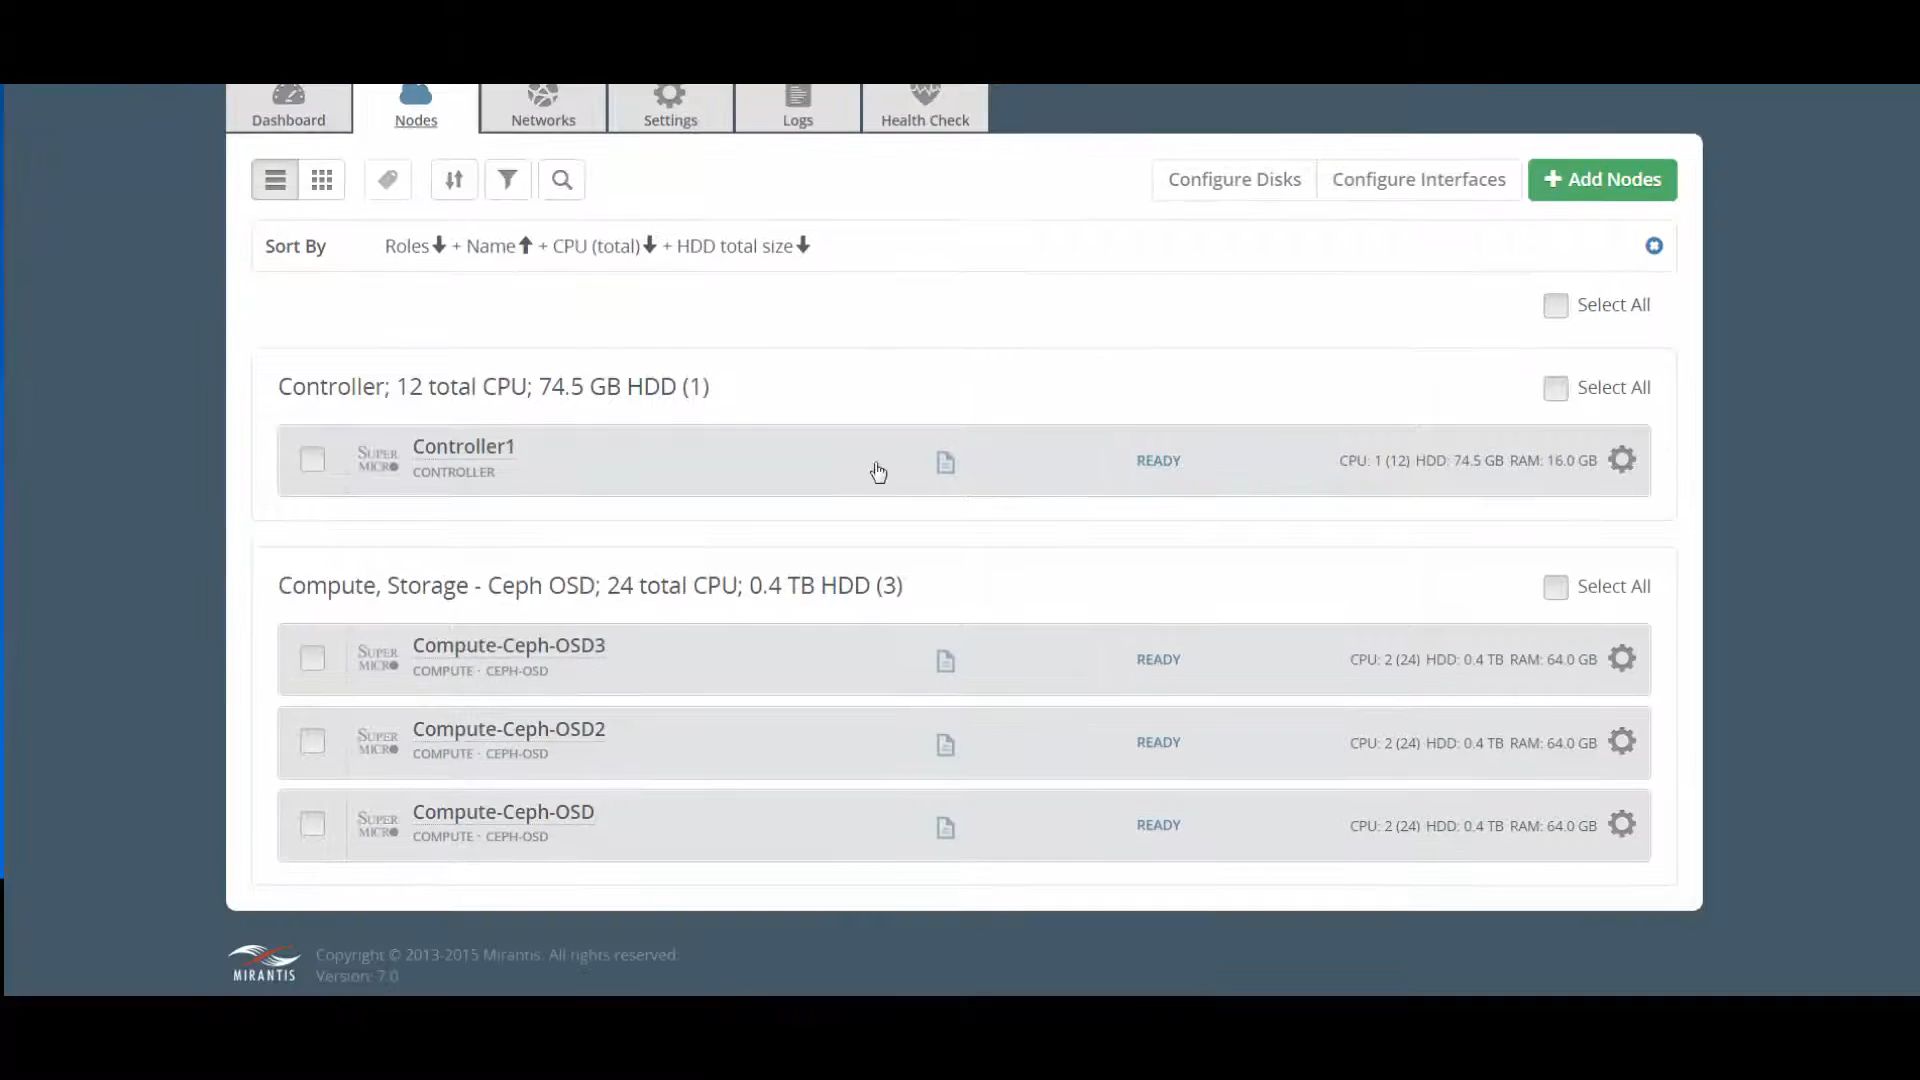 Dashboard
Nodes
Networks
Settings
Logs
Health Check
Configure Disks
Configure Interfaces
Add Nodes
Sort By
Roles + Name + CPU (total) + HDD total size
Select All
Controller; 12 total CPU; 74.5 GB HDD (1)
Select All
SUPER MICRO
Controller1
CONTROLLER
READY
CPU: 1 (12) HDD: 74.5 GB RAM: 16.0 GB
Compute, Storage - Ceph OSD; 24 total CPU; 0.4 TB HDD (3)
Select All
SUPER MICRO
Compute-Ceph-OSD3
COMPUTE · CEPH-OSD
READY
CPU: 2 (24) HDD: 0.4 TB RAM: 64.0 GB
SUPER MICRO
Compute-Ceph-OSD2
COMPUTE · CEPH-OSD
READY
CPU: 2 (24) HDD: 0.4 TB RAM: 64.0 GB
SUPER MICRO
Compute-Ceph-OSD
COMPUTE · CEPH-OSD
READY
CPU: 2 (24) HDD: 0.4 TB RAM: 64.0 GB
MIRANTIS
Copyright © 2013-2015 Mirantis. All rights reserved.
Version: 7.0